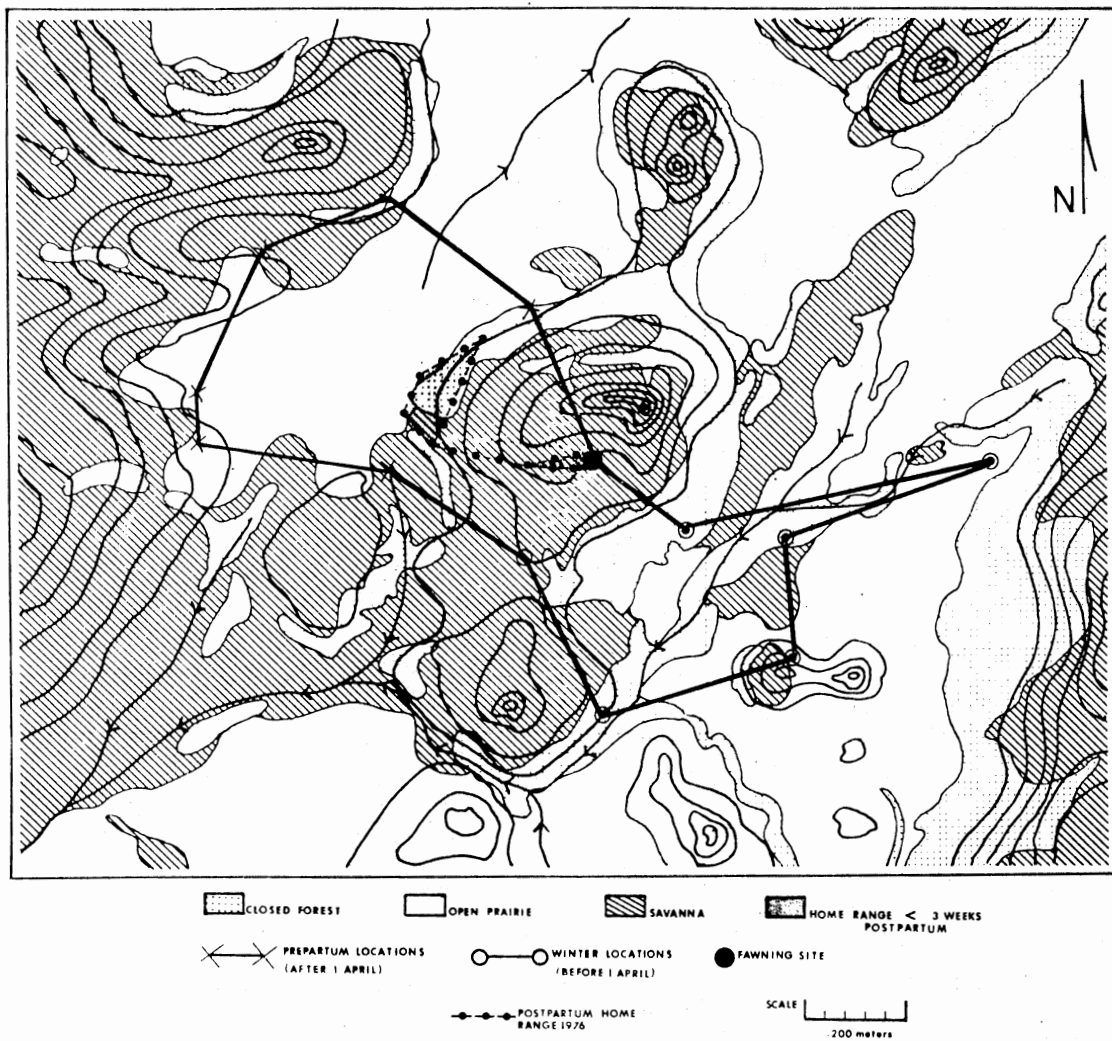 N
CLOSED FOREST
OPEN PRAIRIE
SAVANNA
HOME RANGE < 3 WEEKS
POSTPARTUM
PREPARTUM LOCATIONS
(AFTER 1 APRIL)
WINTER LOCATIONS
(BEFORE 1 APRIL)
FAWNING SITE
POSTPARTUM HOME
RANGE 1976
SCALE
200 meters